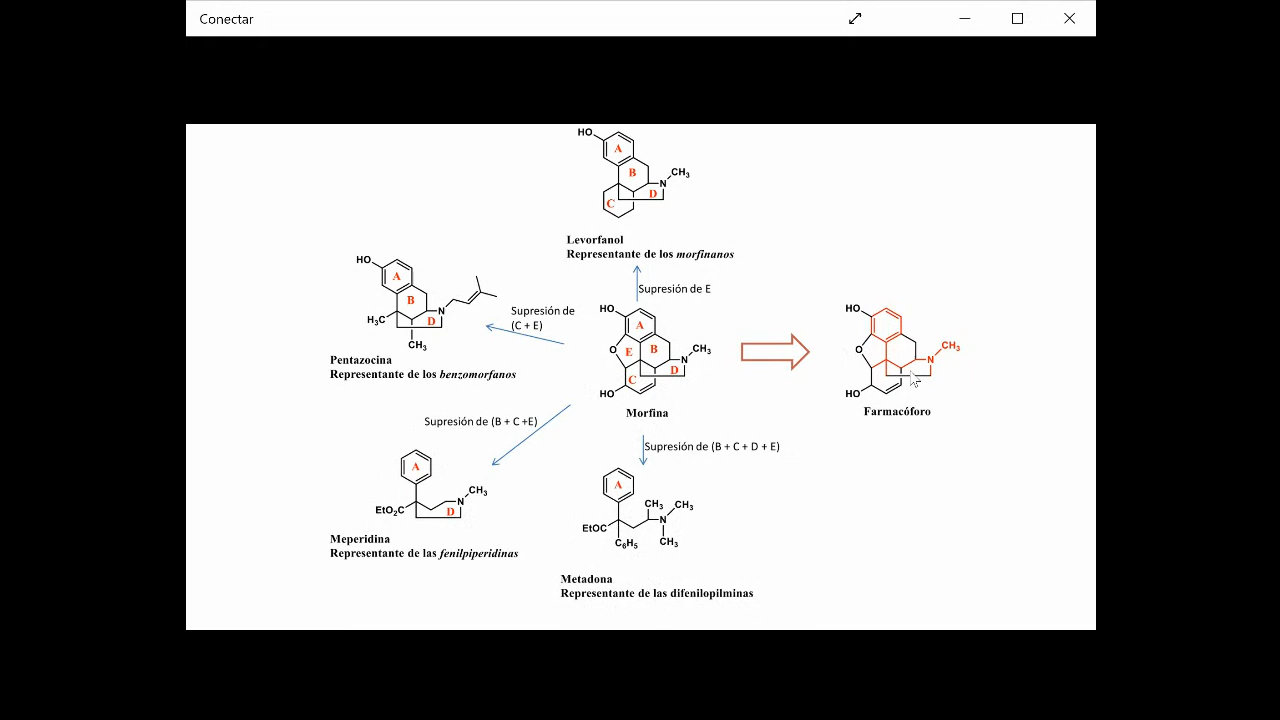 Conectar
HO
A
B
C
D
N
CH₃
Levorfanol
Representante de los morfinanos
Supresión de E
HO
A
B
D
N
H₃C
CH₃
Supresión de
(C + E)
Pentazocina
Representante de los benzomorfanos
HO
A
O
E
B
C
D
N
CH₃
HO
Morfina
HO
O
N
CH₃
HO
Farmacóforo
Supresión de (B + C +E)
Supresión de (B + C + D + E)
A
EtO₂C
D
N
CH₃
Meperidina
Representante de las fenilpiperidinas
A
EtOC
C₆H₅
CH₃
N
CH₃
CH₃
Metadona
Representante de las difenilopilminas